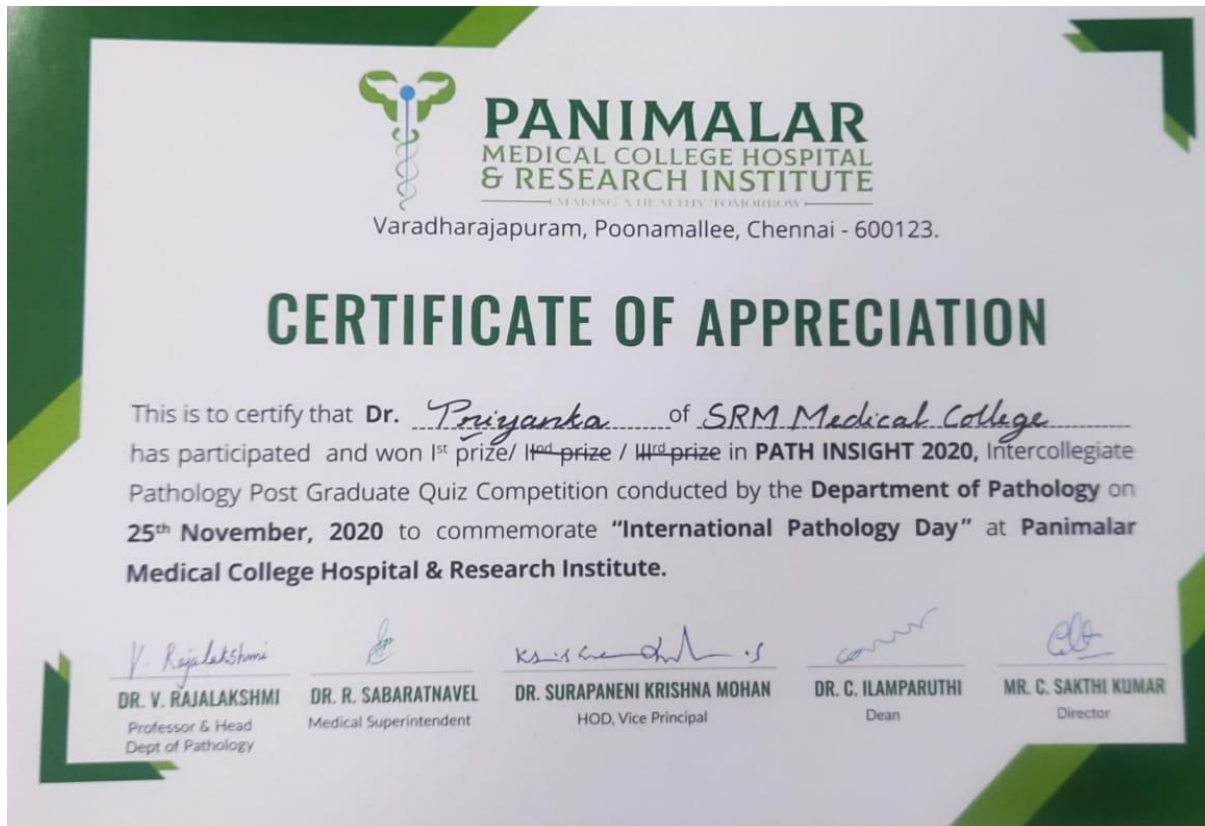 PANIMALAR
MEDICAL COLLEGE HOSPITAL
& RESEARCH INSTITUTE
MAKING A HEALTHY TOMORROW
Varadharajapuram, Poonamallee, Chennai - 600123.
CERTIFICATE OF APPRECIATION
This is to certify that Dr. Priyanka of SRM Medical College
has participated and won Ist prize/ IInd prize / IIIrd prize in PATH INSIGHT 2020, Intercollegiate
Pathology Post Graduate Quiz Competition conducted by the Department of Pathology on
25th November, 2020 to commemorate “International Pathology Day” at Panimalar
Medical College Hospital & Research Institute.
V. Rajalakshmi
DR. V. RAJALAKSHMI DR. R. SABARATNAVEL DR. SURAPANENI KRISHNA MOHAN DR. C. ILAMPARUTHI MR. C. SAKTHI KUMAR
Professor & Head Medical Superintendent HOD, Vice Principal Dean Director
Dept of Pathology